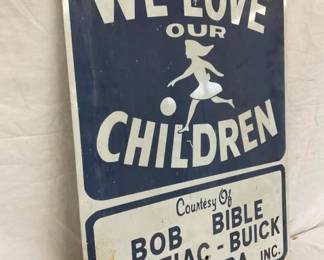 WE LOVE
OUR
CHILDREN
Courtesy Of
BOB BIBLE
- BUICK
INC.